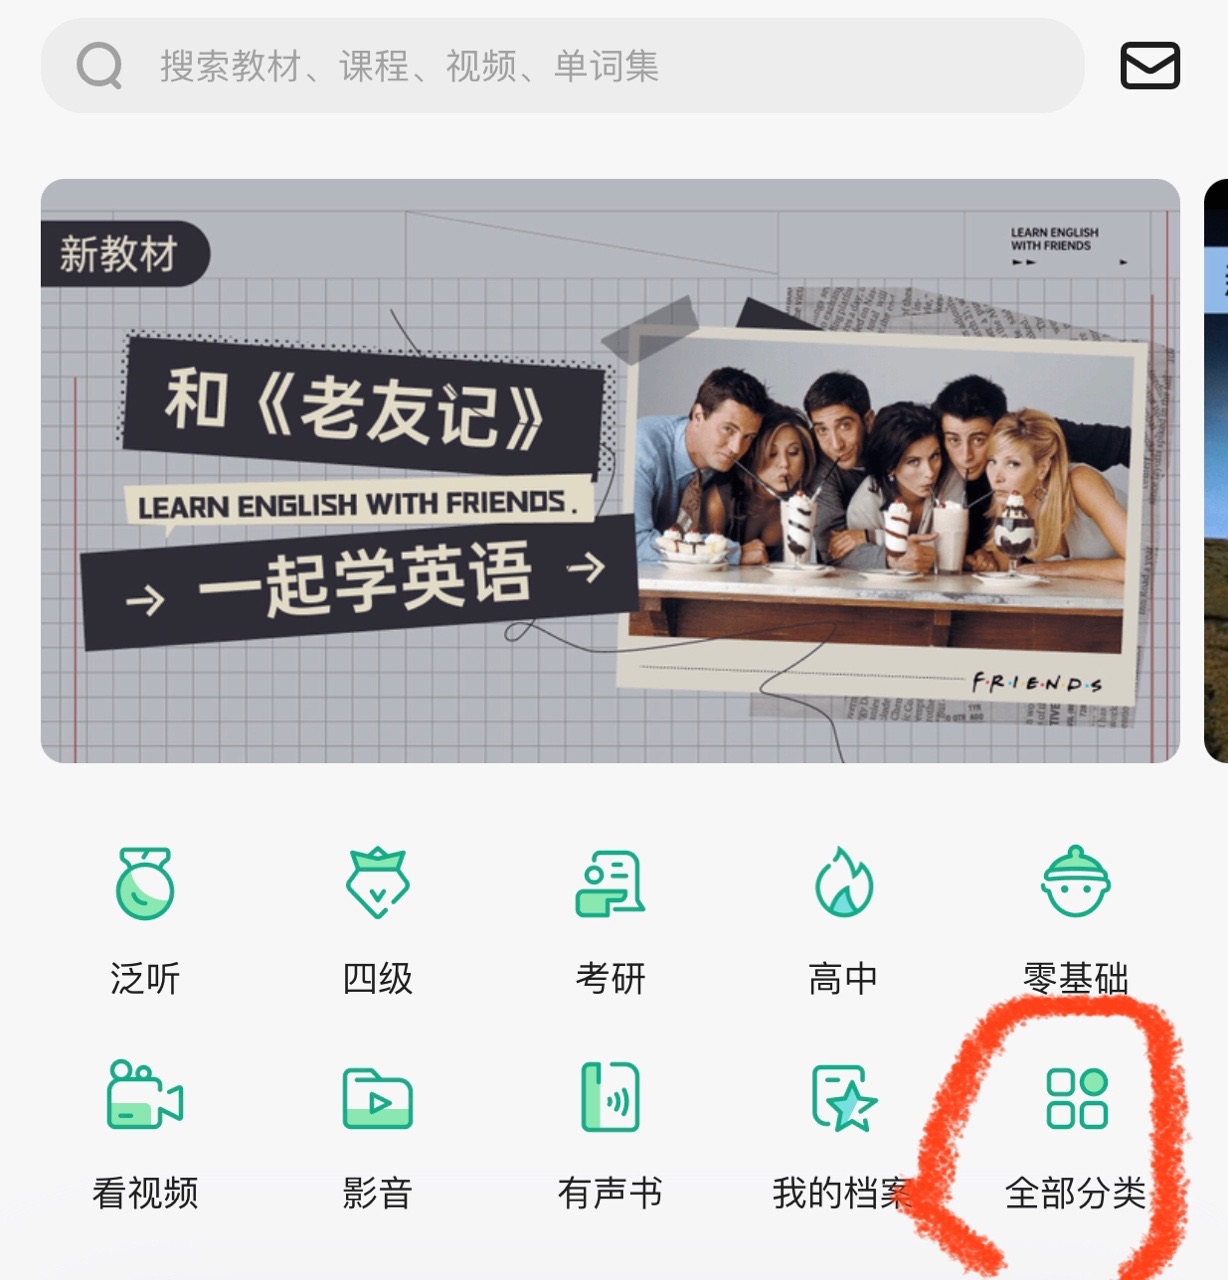 搜索教材、课程、视频、单词集
新教材
LEARN ENGLISH
WITH FRIENDS
和《老友记》
LEARN ENGLISH WITH FRIENDS.
一起学英语
F·R·I·E·N·D·S
泛听
四级
考研
高中
零基础
看视频
影音
有声书
我的档案
全部分类